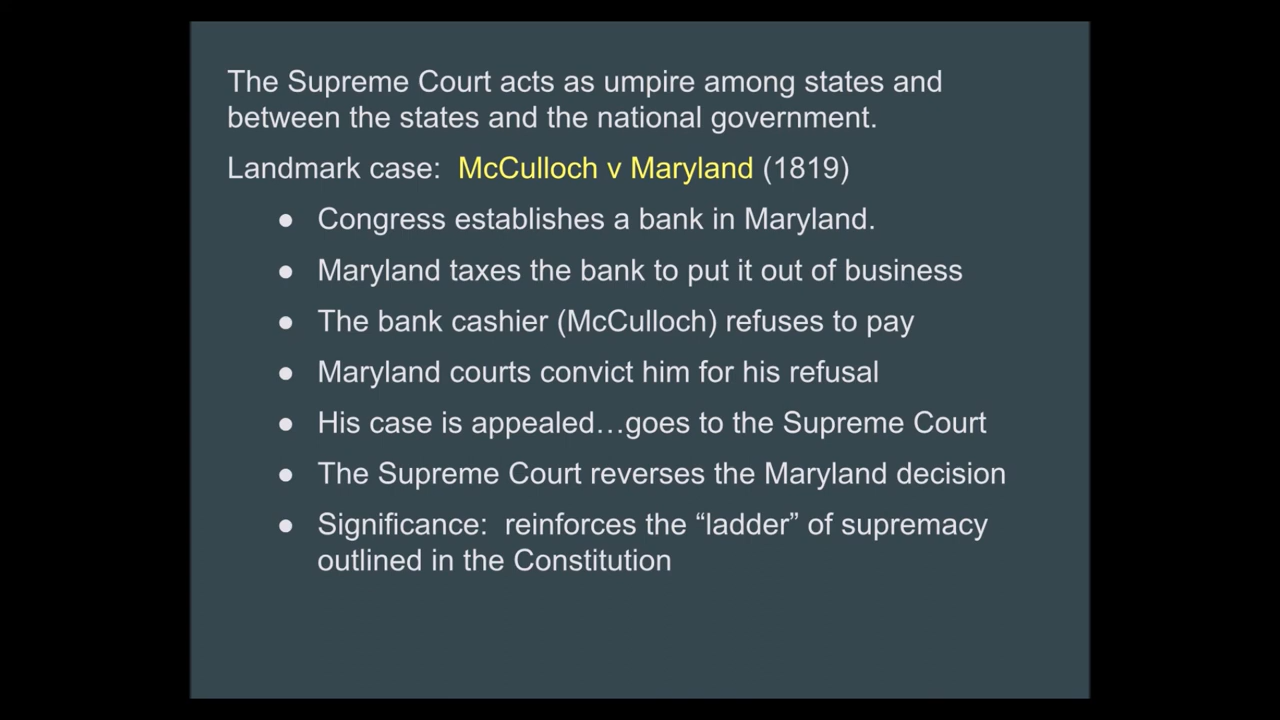 The Supreme Court acts as umpire among states and
between the states and the national government.
Landmark case:  McCulloch v Maryland (1819)
● Congress establishes a bank in Maryland.
● Maryland taxes the bank to put it out of business
● The bank cashier (McCulloch) refuses to pay
● Maryland courts convict him for his refusal
● His case is appealed…goes to the Supreme Court
● The Supreme Court reverses the Maryland decision
● Significance:  reinforces the “ladder” of supremacy
outlined in the Constitution